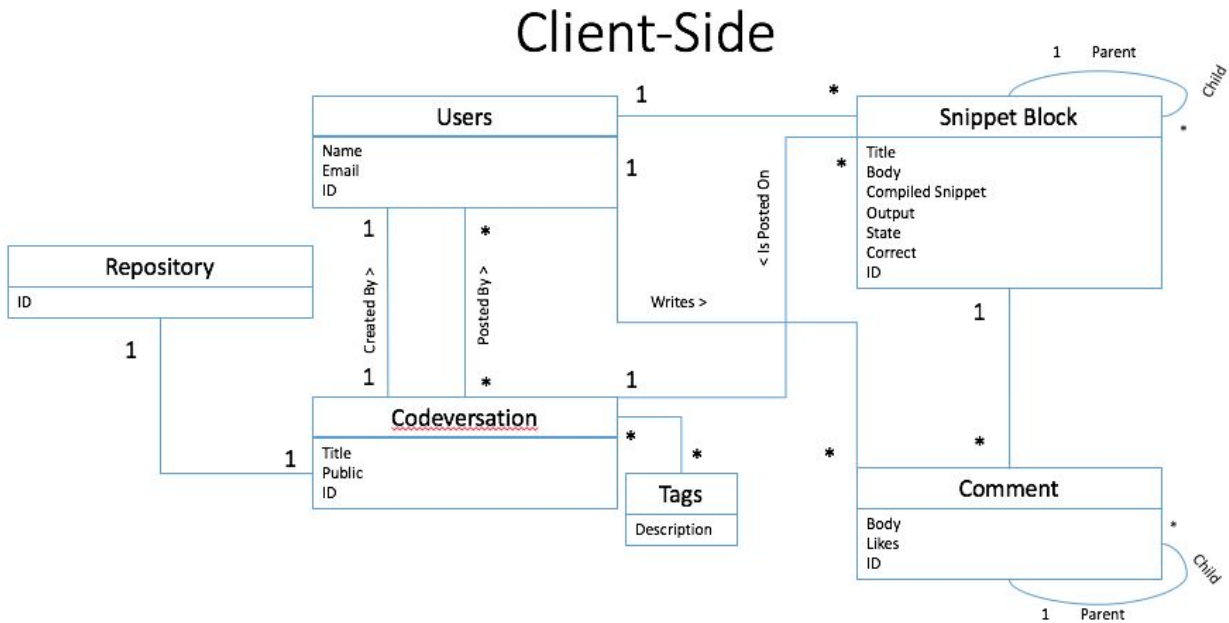 Client-Side
1 Parent
Child
*
Users
Name
Email
ID
1
*
Snippet Block
Title
Body
Compiled Snippet
Output
State
Correct
ID
1
*
< Is Posted On
Repository
ID
1
1
1
Created By >
1
*
Posted By >
*
Writes >
1
Codeversation
Title
Public
ID
*
*
Tags
Description
1
*
*
Comment
Body
Likes
ID
*
Child
1 Parent